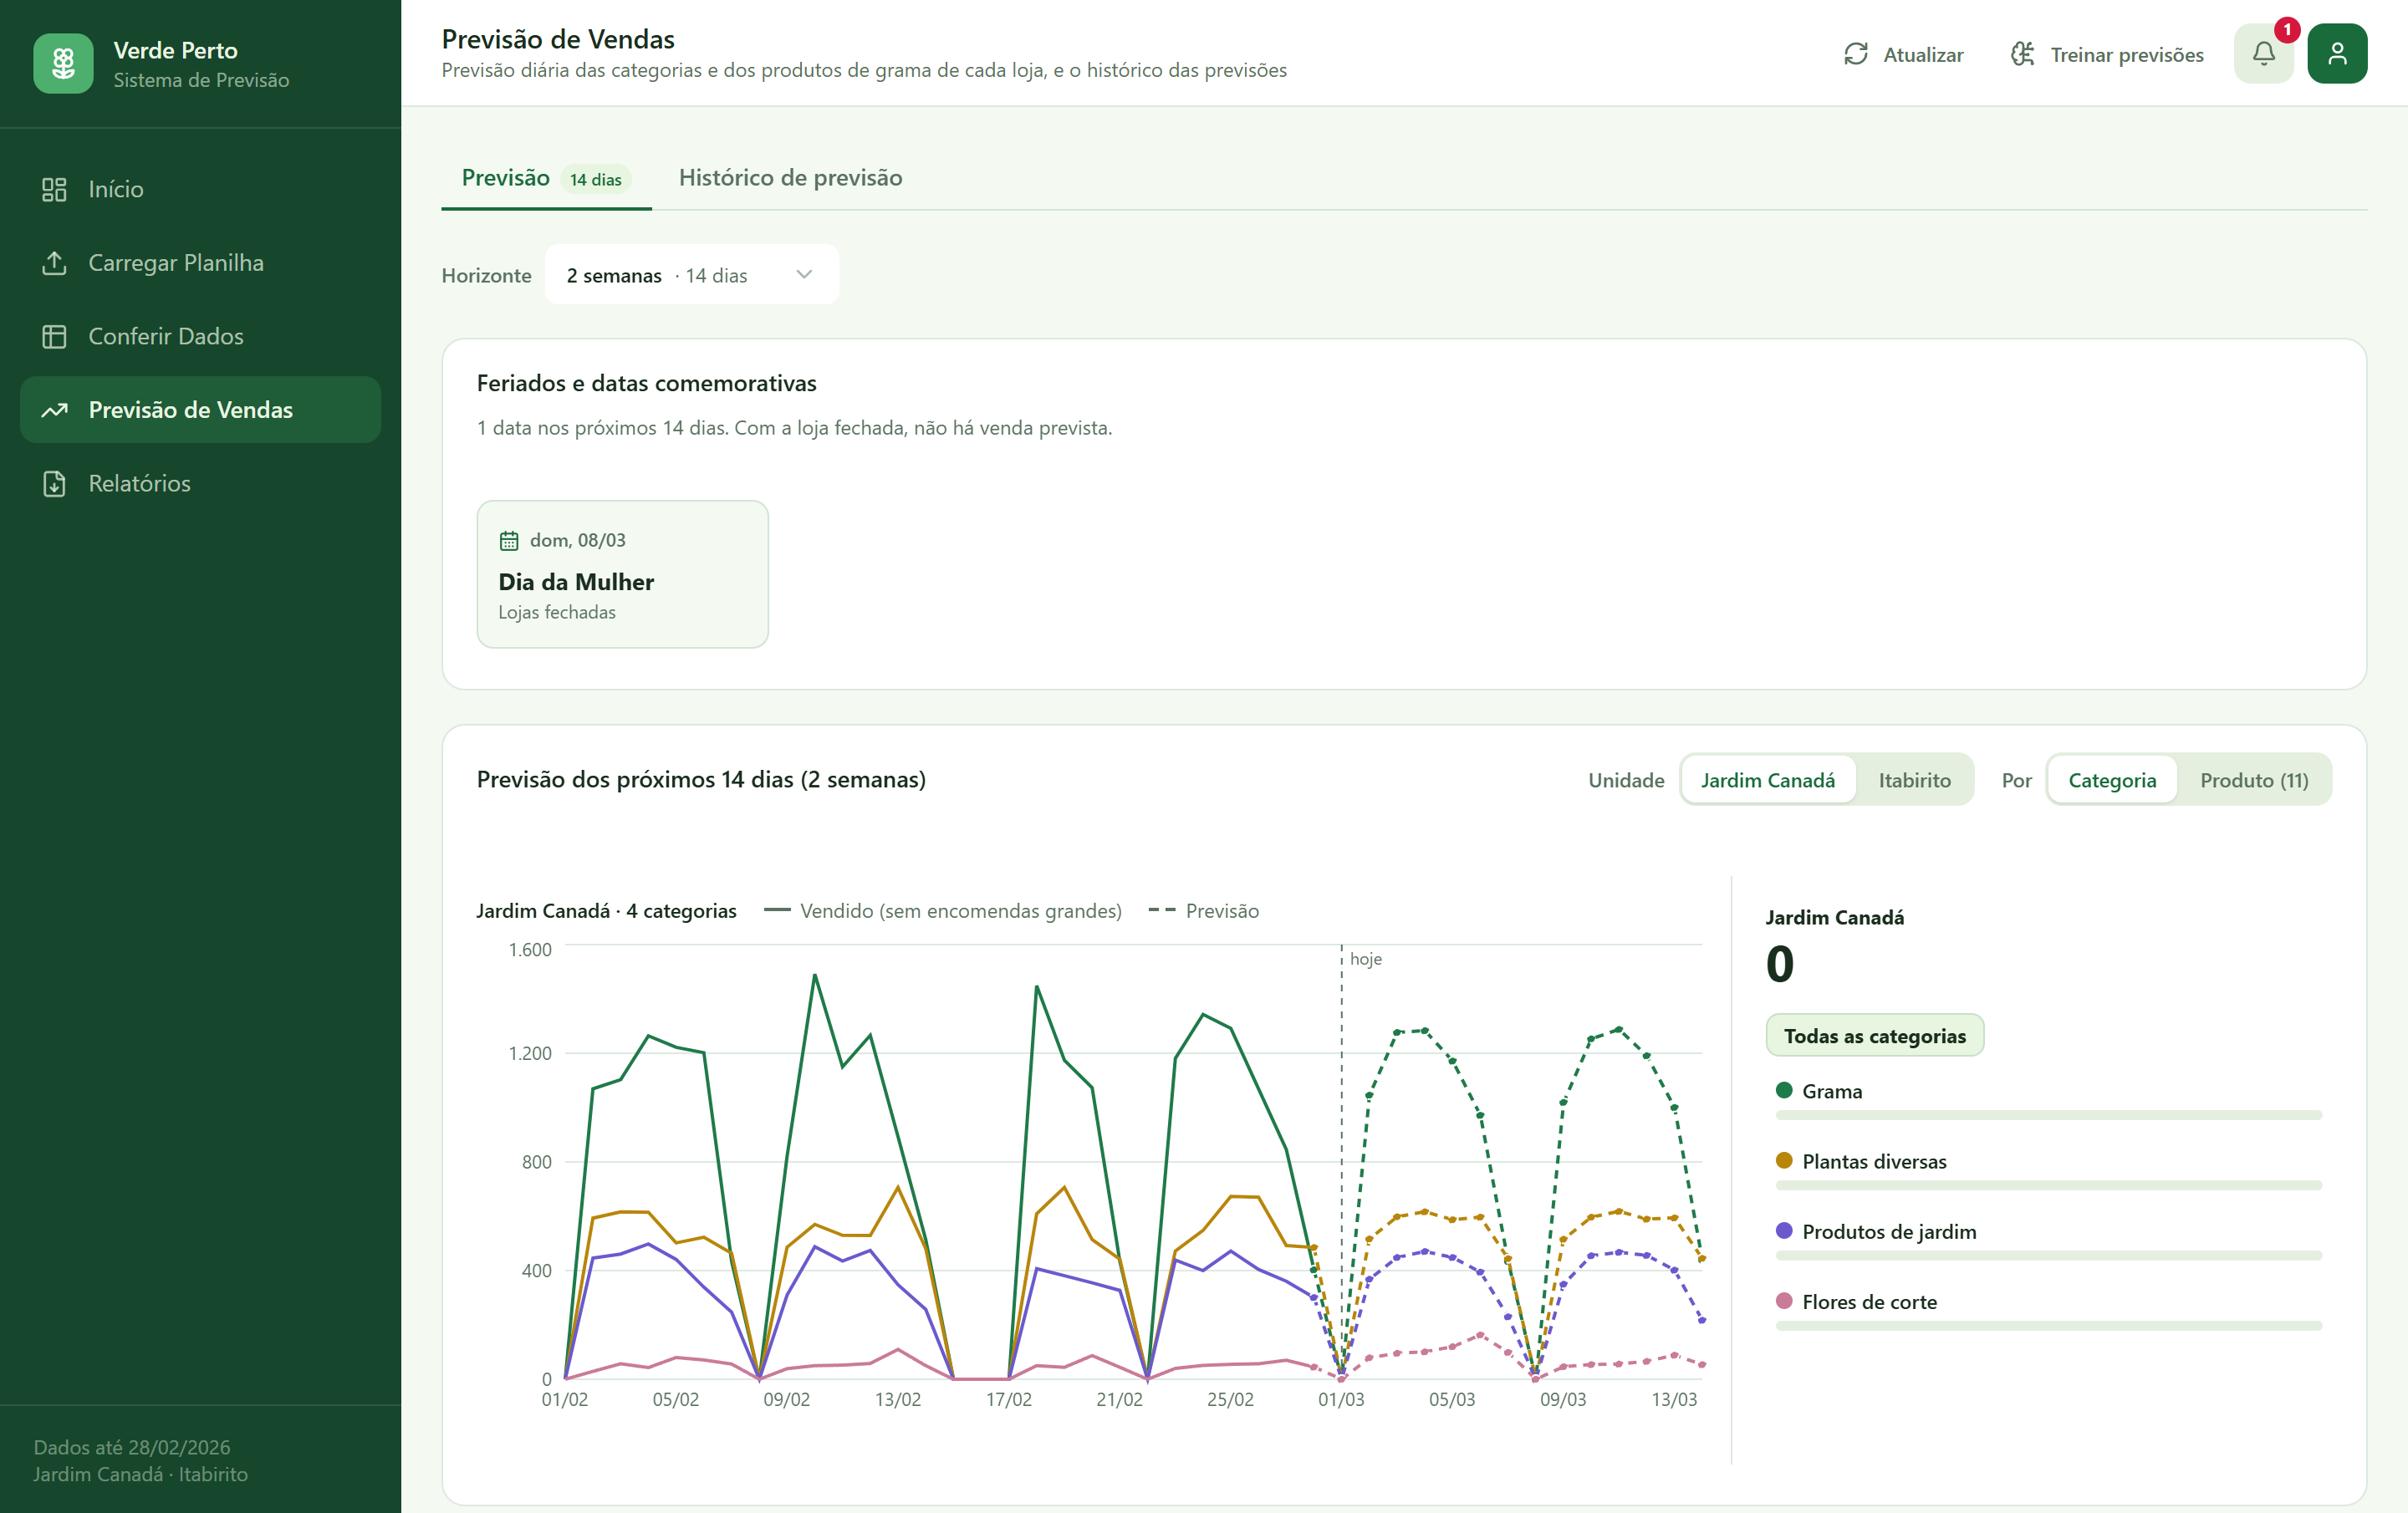 Verde Perto
Sistema de Previsão
Início
Carregar Planilha
Conferir Dados
Previsão de Vendas
Relatórios
Dados até 28/02/2026
Jardim Canadá · Itabirito
Previsão de Vendas
Previsão diária das categorias e dos produtos de grama de cada loja, e o histórico das previsões
Atualizar
Treinar previsões
1
Previsão 14 dias
Histórico de previsão
Horizonte
2 semanas · 14 dias
Feriados e datas comemorativas
1 data nos próximos 14 dias. Com a loja fechada, não há venda prevista.
dom, 08/03
Dia da Mulher
Lojas fechadas
Previsão dos próximos 14 dias (2 semanas)
Unidade
Jardim Canadá
Itabirito
Por
Categoria
Produto (11)
Jardim Canadá · 4 categorias
Vendido (sem encomendas grandes)
Previsão
1.600
1.200
800
400
0
hoje
01/02
05/02
09/02
13/02
17/02
21/02
25/02
01/03
05/03
09/03
13/03
Jardim Canadá
0
Todas as categorias
Grama
Plantas diversas
Produtos de jardim
Flores de corte